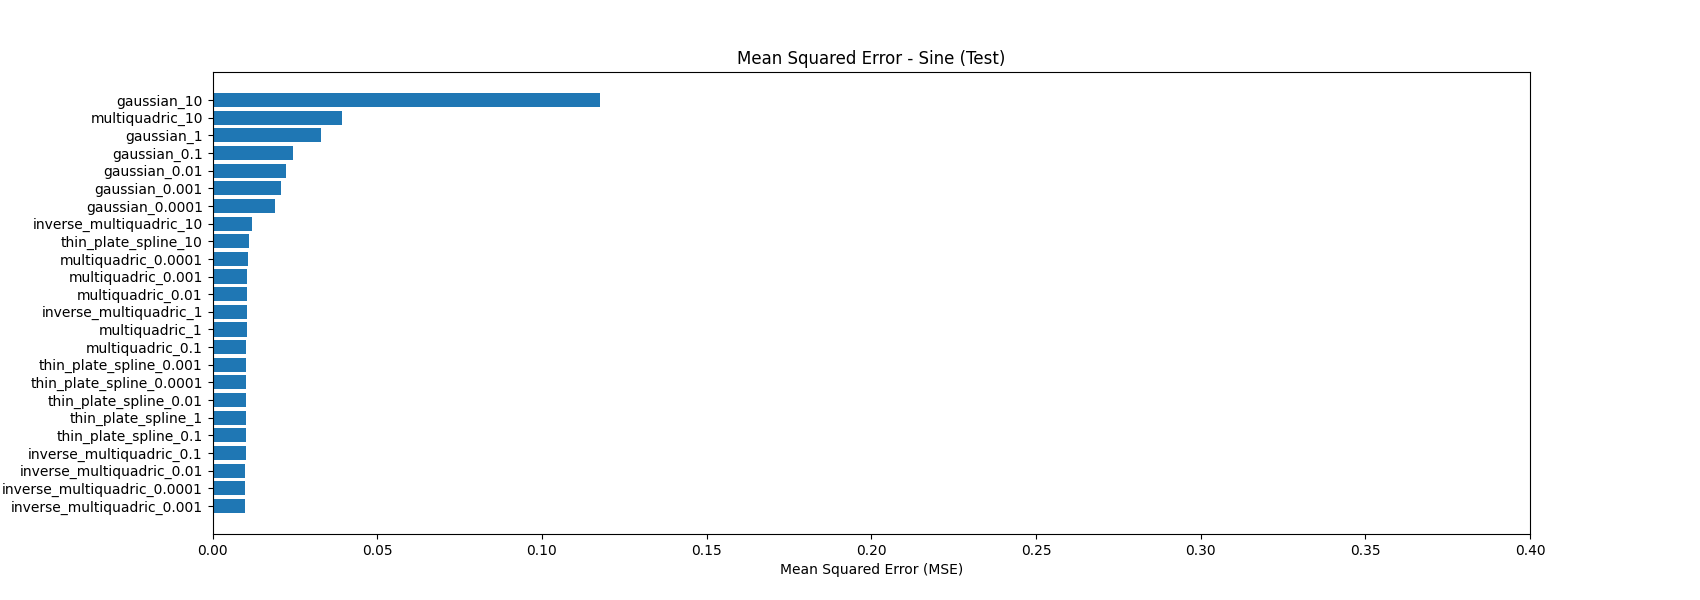 Mean Squared Error - Sine (Test)
gaussian_10
multiquadric_10
gaussian_1
gaussian_0.1
gaussian_0.01
gaussian_0.001
gaussian_0.0001
inverse_multiquadric_10
thin_plate_spline_10
multiquadric_0.0001
multiquadric_0.001
multiquadric_0.01
inverse_multiquadric_1
multiquadric_1
multiquadric_0.1
thin_plate_spline_0.001
thin_plate_spline_0.0001
thin_plate_spline_0.01
thin_plate_spline_1
thin_plate_spline_0.1
inverse_multiquadric_0.1
inverse_multiquadric_0.01
inverse_multiquadric_0.0001
inverse_multiquadric_0.001
0.00 0.05 0.10 0.15 0.20 0.25 0.30 0.35 0.40
Mean Squared Error (MSE)